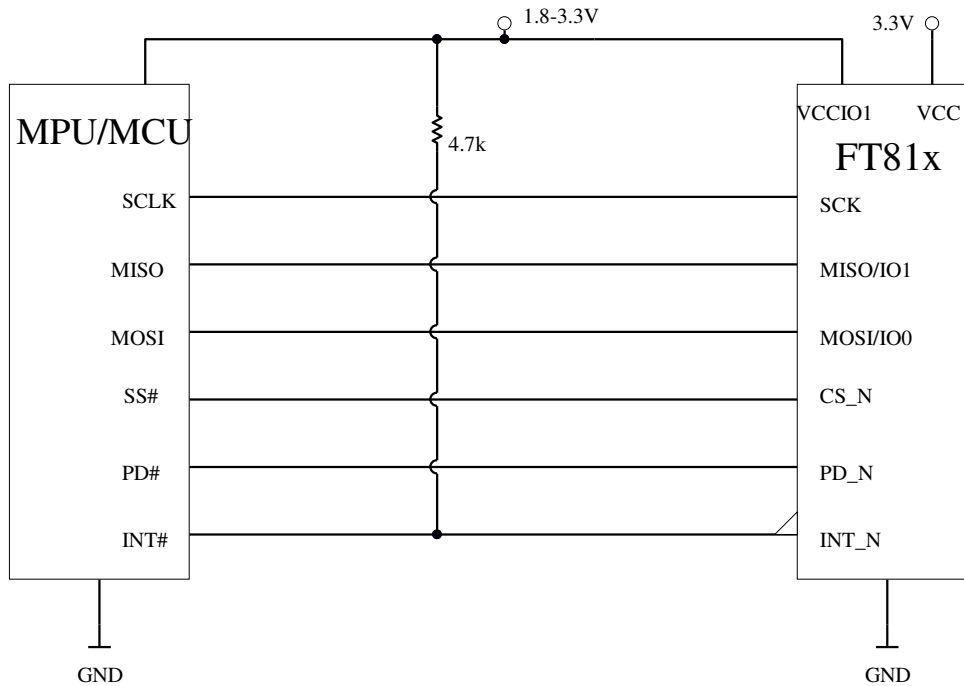 1.8-3.3V
3.3V
MPU/MCU
VCCIO1
VCC
FT81x
4.7k
SCLK
SCK
MISO
MISO/IO1
MOSI
MOSI/IO0
SS#
CS_N
PD#
PD_N
INT#
INT_N
GND
GND